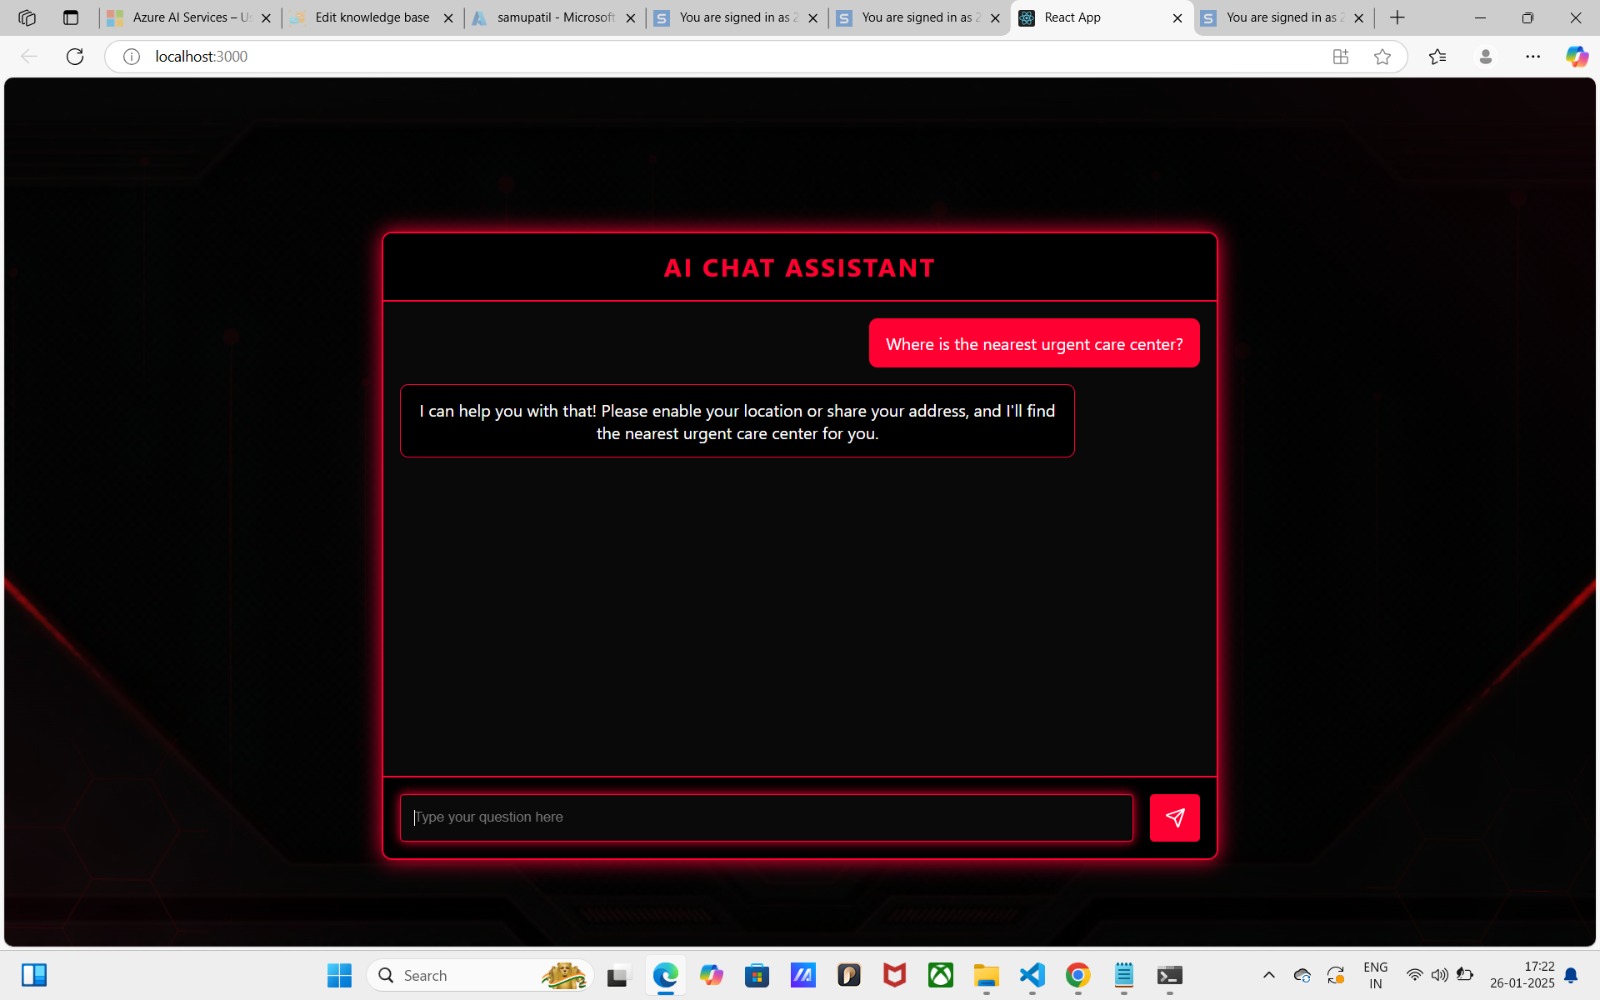 Azure AI Services – U
Edit knowledge base
samupatil - Microsoft
You are signed in as 2
You are signed in as 2
React App
You are signed in as 2
localhost:3000
AI CHAT ASSISTANT
Where is the nearest urgent care center?
I can help you with that! Please enable your location or share your address, and I'll find
the nearest urgent care center for you.
Type your question here
Search
ENG
IN
17:22
26-01-2025